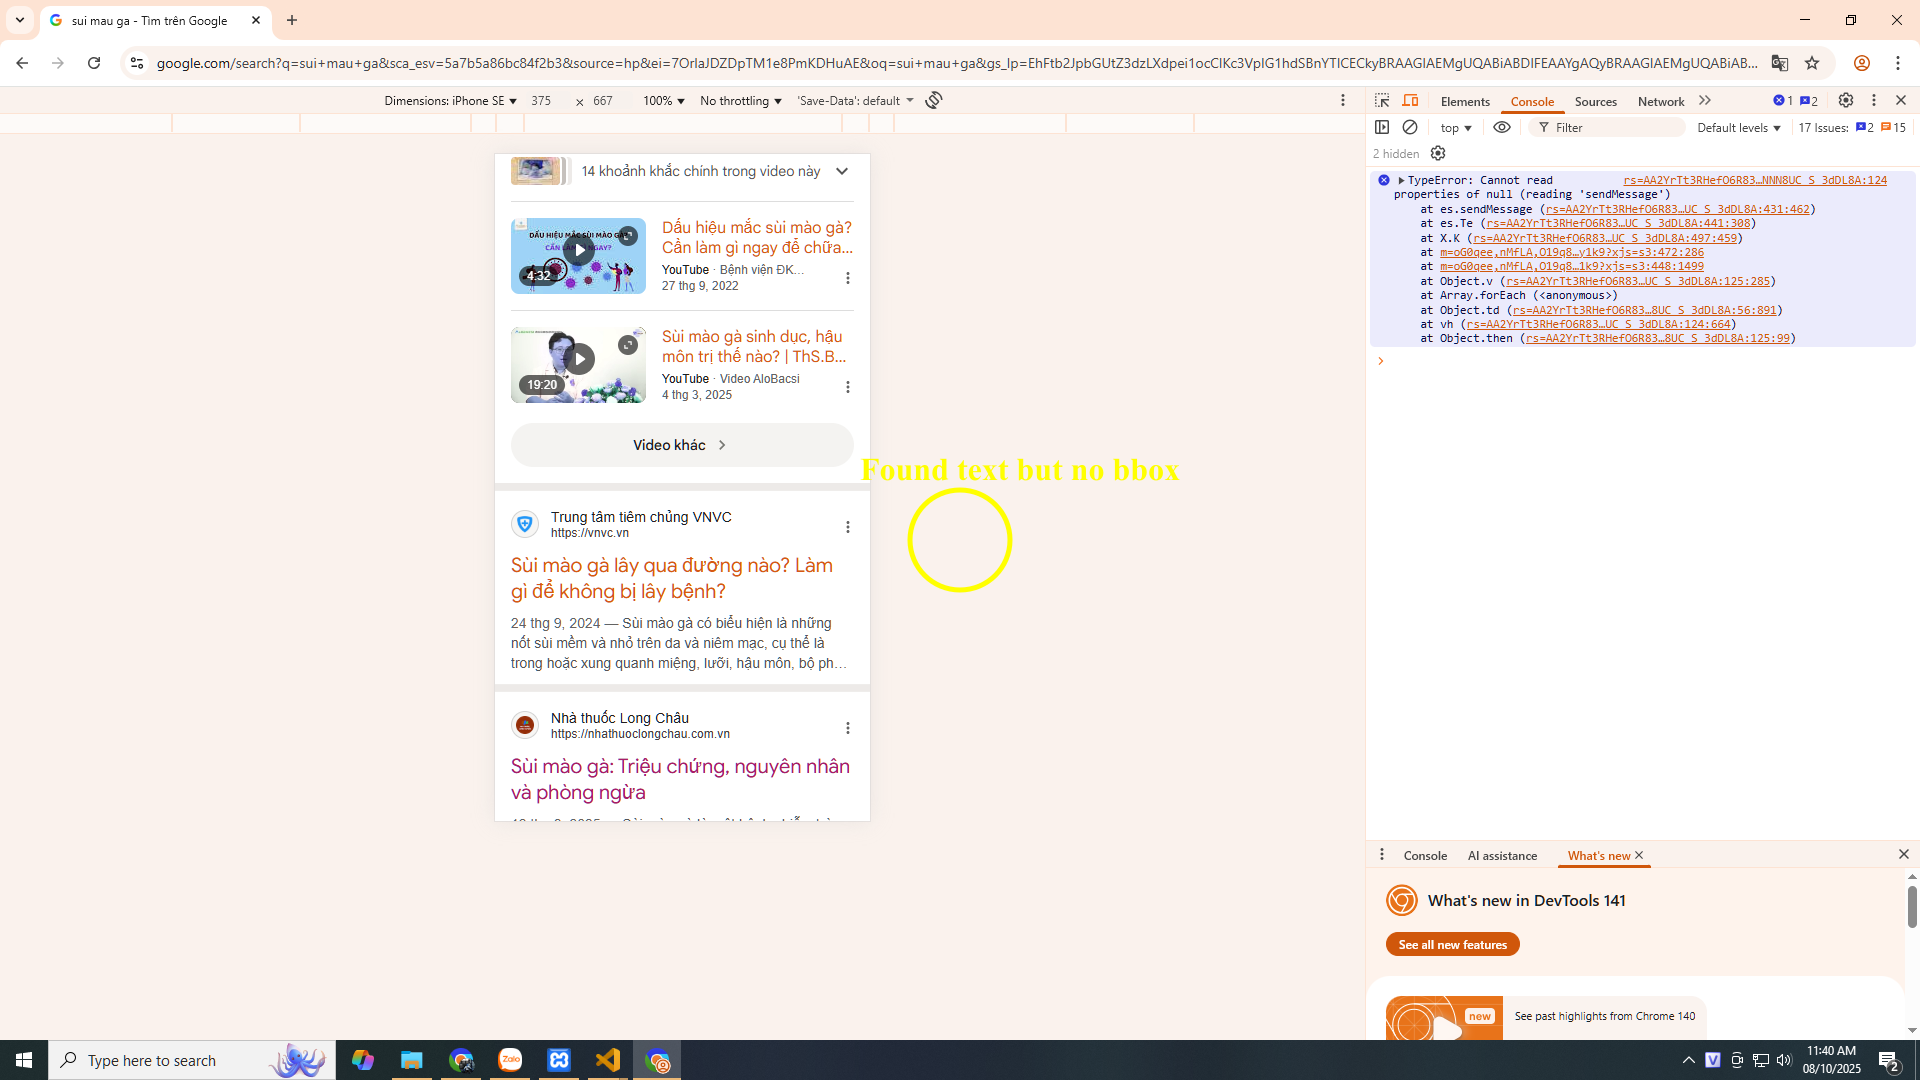 sui mau ga - Tìm trên Google
google.com/search?q=sui+mau+ga&sca_esv=5a7b5a86bc84f2b3&source=hp&ei=7OrlaJDZDpTM1e8PmKDHuAE&oq=sui+mau+ga&gs_lp=EhFtb2JpbGUtZ3dzLXdpei1ocCIKc3VpIG1hdSBnYTICECkyBRAAGIAEMgUQABiABDIFEAAYgAQyBRAAGIAEMgUQABiAB...
Dimensions: iPhone SE 375 × 667 100% No throttling 'Save-Data': default
14 khoảnh khắc chính trong video này
DẤU HIỆU MẮC SÙI MÀO GÀ?
4:32
Dấu hiệu mắc sùi mào gà?
Cần làm gì ngay để chữa...
YouTube · Bệnh viện ĐK...
27 thg 9, 2022
19:20
Sùi mào gà sinh dục, hậu
môn trị thế nào? | ThS.B...
YouTube · Video AloBacsi
4 thg 3, 2025
Video khác
Found text but no bbox
Trung tâm tiêm chủng VNVC
https://vnvc.vn
Sùi mào gà lây qua đường nào? Làm
gì để không bị lây bệnh?
24 thg 9, 2024 — Sùi mào gà có biểu hiện là những
nốt sùi mềm và nhỏ trên da và niêm mạc, cụ thể là
trong hoặc xung quanh miệng, lưỡi, hậu môn, bộ ph...
Nhà thuốc Long Châu
https://nhathuoclongchau.com.vn
Sùi mào gà: Triệu chứng, nguyên nhân
và phòng ngừa
Elements Console Sources Network 1 2
top Filter Default levels 17 Issues: 2 15
2 hidden
TypeError: Cannot read rs=AA2YrTt3RHefO6R83…NNN8UC_S_3dDL8A:124
properties of null (reading 'sendMessage')
at es.sendMessage (rs=AA2YrTt3RHefO6R83…UC_S_3dDL8A:431:462)
at es.Te (rs=AA2YrTt3RHefO6R83…UC_S_3dDL8A:441:308)
at X.K (rs=AA2YrTt3RHefO6R83…UC_S_3dDL8A:497:459)
at m=oG0qee,nMfLA,O19q8…y1k9?xjs=s3:472:286
at m=oG0qee,nMfLA,O19q8…1k9?xjs=s3:448:1499
at Object.v (rs=AA2YrTt3RHefO6R83…UC_S_3dDL8A:125:285)
at Array.forEach (<anonymous>)
at Object.td (rs=AA2YrTt3RHefO6R83…8UC_S_3dDL8A:56:891)
at vh (rs=AA2YrTt3RHefO6R83…UC_S_3dDL8A:124:664)
at Object.then (rs=AA2YrTt3RHefO6R83…8UC_S_3dDL8A:125:99)
Console AI assistance What's new
What's new in DevTools 141
See all new features
new
See past highlights from Chrome 140
Type here to search
Zalo
V
11:40 AM
08/10/2025
2